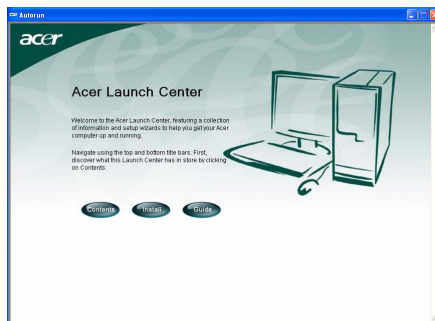 Autorun
acer
Acer Launch Center
Welcome to the Acer Launch Center, featuring a collection
of information and setup wizards to help you get your Acer
computer up and running.
Navigate using the top and bottom title bars. First,
discover what this Launch Center has in store by clicking
on Contents.
Contents Install Guide